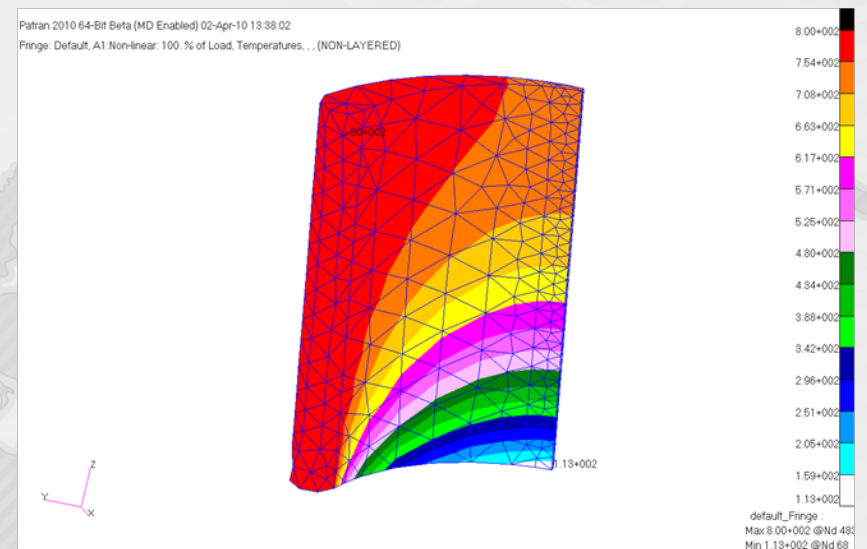 Patran 2010 64-Bit Beta (MD Enabled) 02-Apr-10 13:38:02
Fringe: Default, A1:Non-linear: 100. % of Load, Temperatures, , , (NON-LAYERED)
8.00+002
7.54+002
7.08+002
6.63+002
6.17+002
5.71+002
5.25+002
4.80+002
4.34+002
3.88+002
3.42+002
2.96+002
2.51+002
2.05+002
1.59+002
1.13+002
.00+002
1.13+002
Z
Y
X
default_Fringe :
Max 8.00+002 @Nd 483
Min 1.13+002 @Nd 68